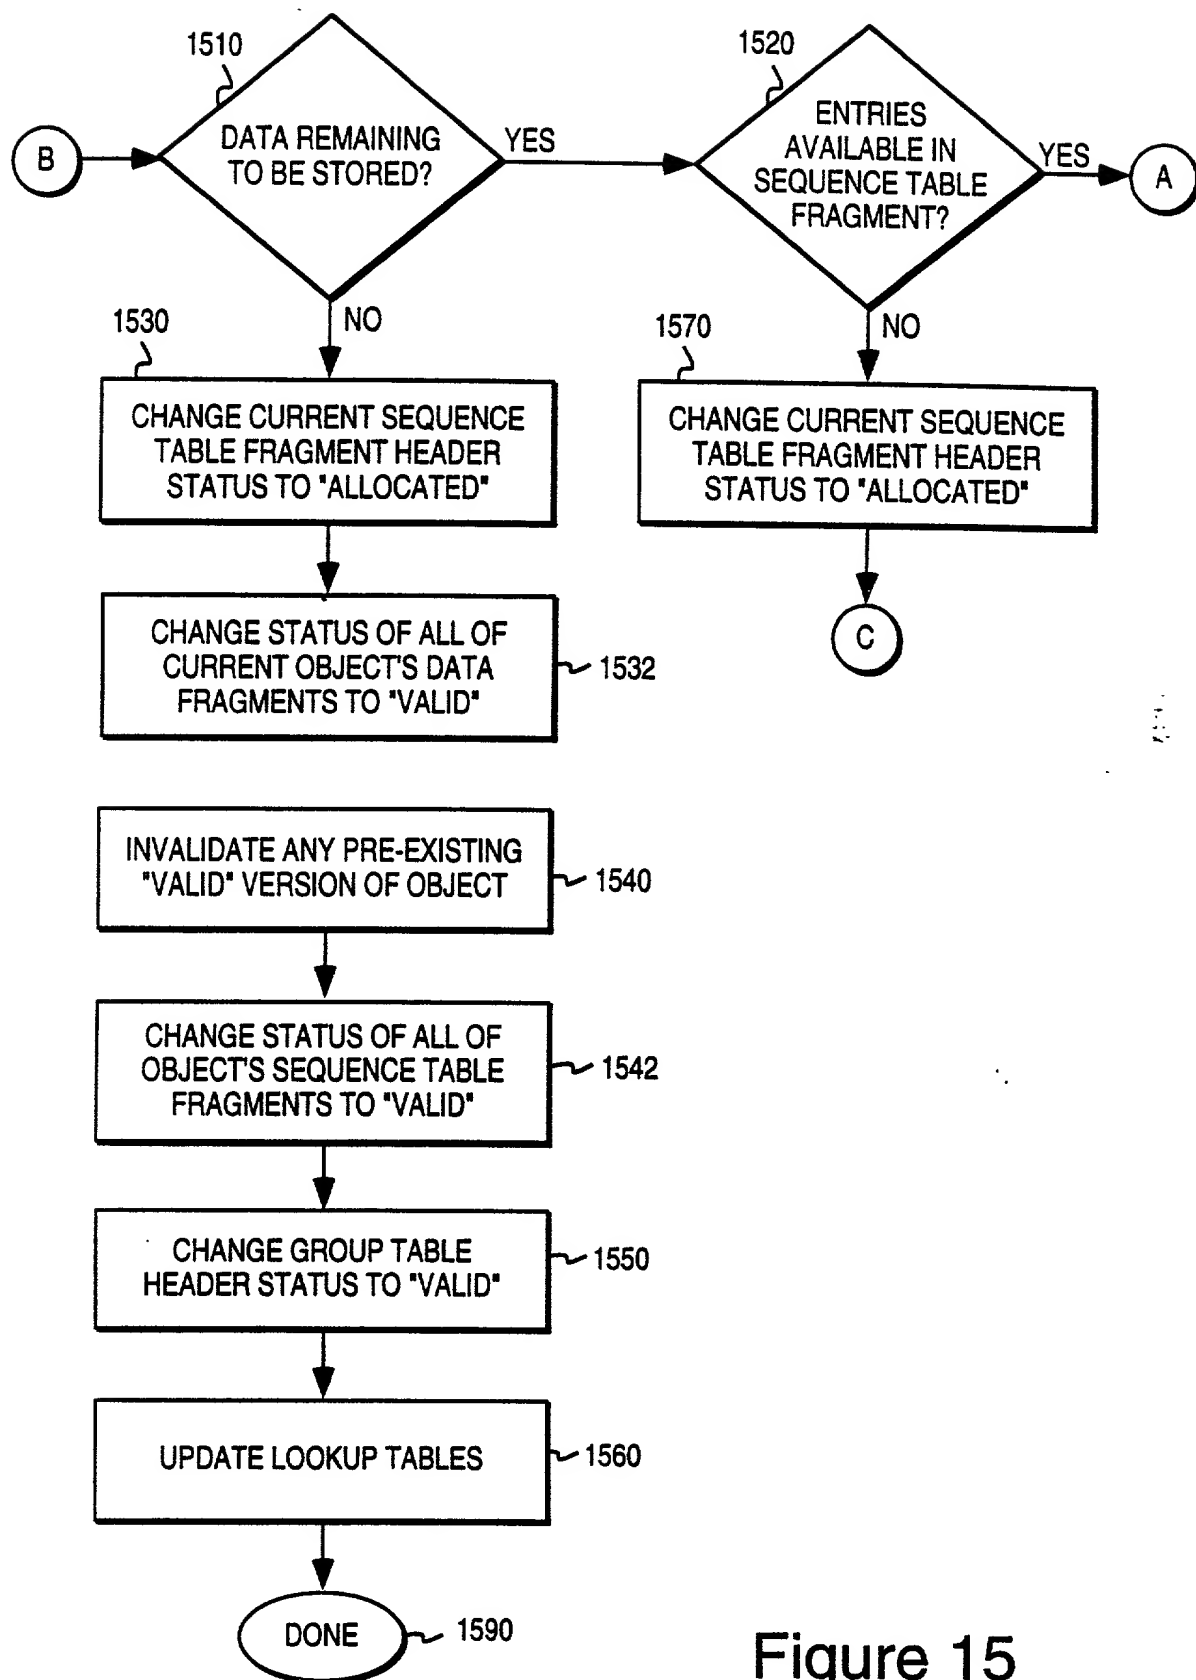 1510
1520
B
DATA REMAINING
TO BE STORED?
YES
ENTRIES
AVAILABLE IN
SEQUENCE TABLE
FRAGMENT?
YES
A
NO
NO
1530
CHANGE CURRENT SEQUENCE
TABLE FRAGMENT HEADER
STATUS TO "ALLOCATED"
1570
CHANGE CURRENT SEQUENCE
TABLE FRAGMENT HEADER
STATUS TO "ALLOCATED"
C
CHANGE STATUS OF ALL OF
CURRENT OBJECT'S DATA
FRAGMENTS TO "VALID"
1532
INVALIDATE ANY PRE-EXISTING
"VALID" VERSION OF OBJECT
1540
CHANGE STATUS OF ALL OF
OBJECT'S SEQUENCE TABLE
FRAGMENTS TO "VALID"
1542
CHANGE GROUP TABLE
HEADER STATUS TO "VALID"
1550
UPDATE LOOKUP TABLES
1560
DONE
1590
Figure 15